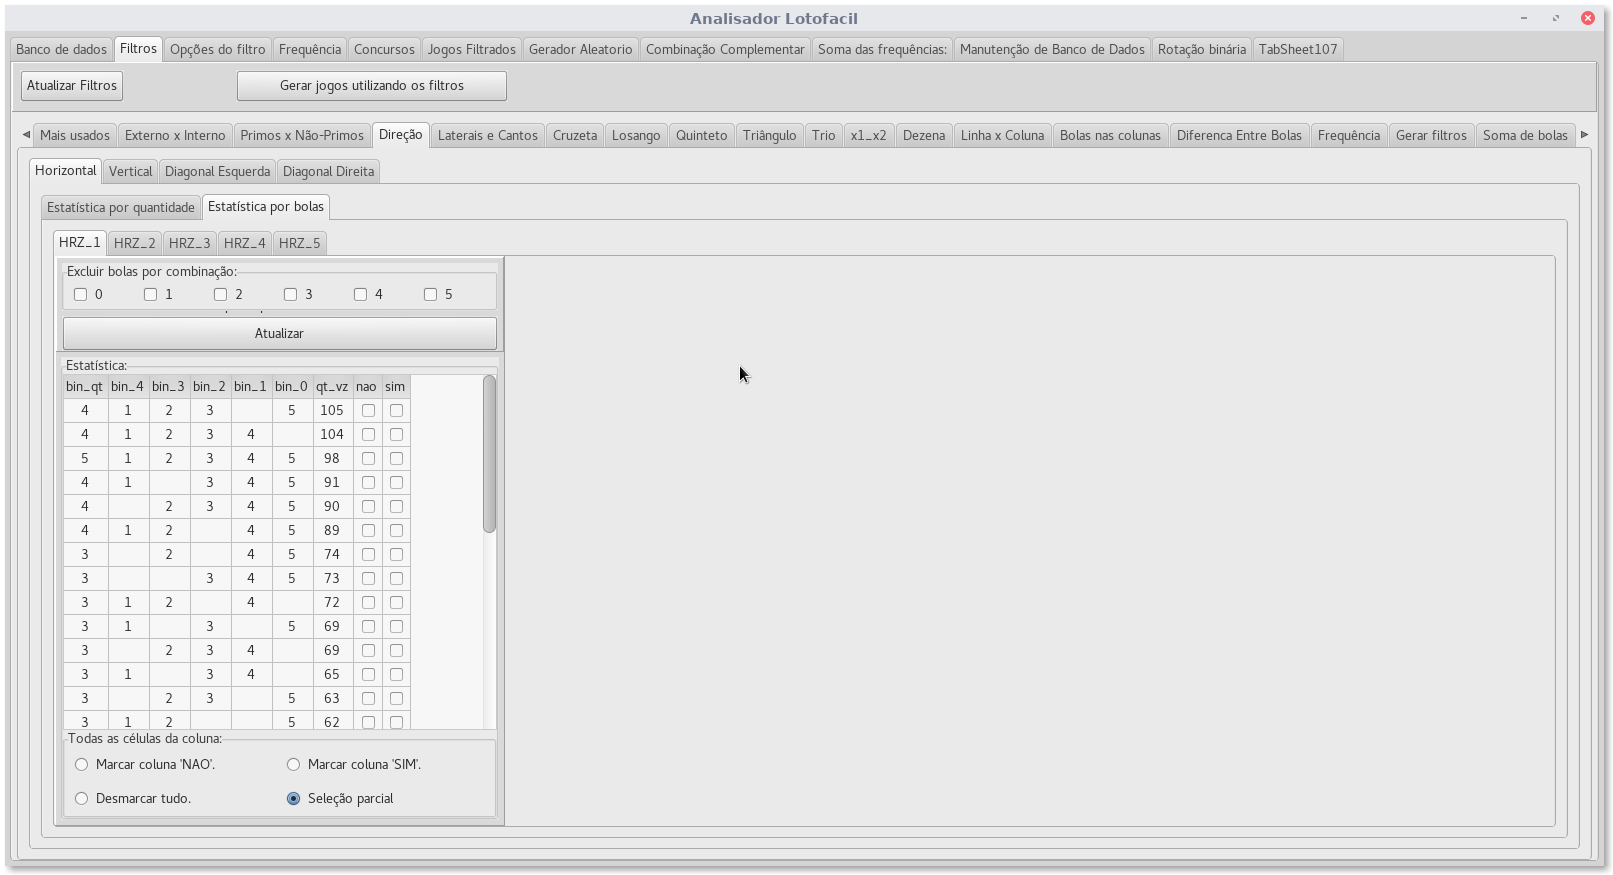 Analisador Lotofacil
Banco de dados Filtros Opções do filtro Frequência Concursos Jogos Filtrados Gerador Aleatorio Combinação Complementar Soma das frequências: Manutenção de Banco de Dados Rotação binária TabSheet107
Atualizar Filtros Gerar jogos utilizando os filtros
Mais usados Externo x Interno Primos x Não-Primos Direção Laterais e Cantos Cruzeta Losango Quinteto Triângulo Trio x1_x2 Dezena Linha x Coluna Bolas nas colunas Diferenca Entre Bolas Frequência Gerar filtros Soma de bolas
Horizontal Vertical Diagonal Esquerda Diagonal Direita
Estatística por quantidade Estatística por bolas
HRZ_1 HRZ_2 HRZ_3 HRZ_4 HRZ_5
Excluir bolas por combinação:
0 1 2 3 4 5
Atualizar
Estatística:
bin_qt bin_4 bin_3 bin_2 bin_1 bin_0 qt_vz nao sim
4 1 2 3 5 105
4 1 2 3 4 104
5 1 2 3 4 5 98
4 1 3 4 5 91
4 2 3 4 5 90
4 1 2 4 5 89
3 2 4 5 74
3 3 4 5 73
3 1 2 4 72
3 1 3 5 69
3 2 3 4 69
3 1 3 4 65
3 2 3 5 63
3 1 2 5 62
Todas as células da coluna:
Marcar coluna 'NAO'. Marcar coluna 'SIM'.
Desmarcar tudo. Seleção parcial